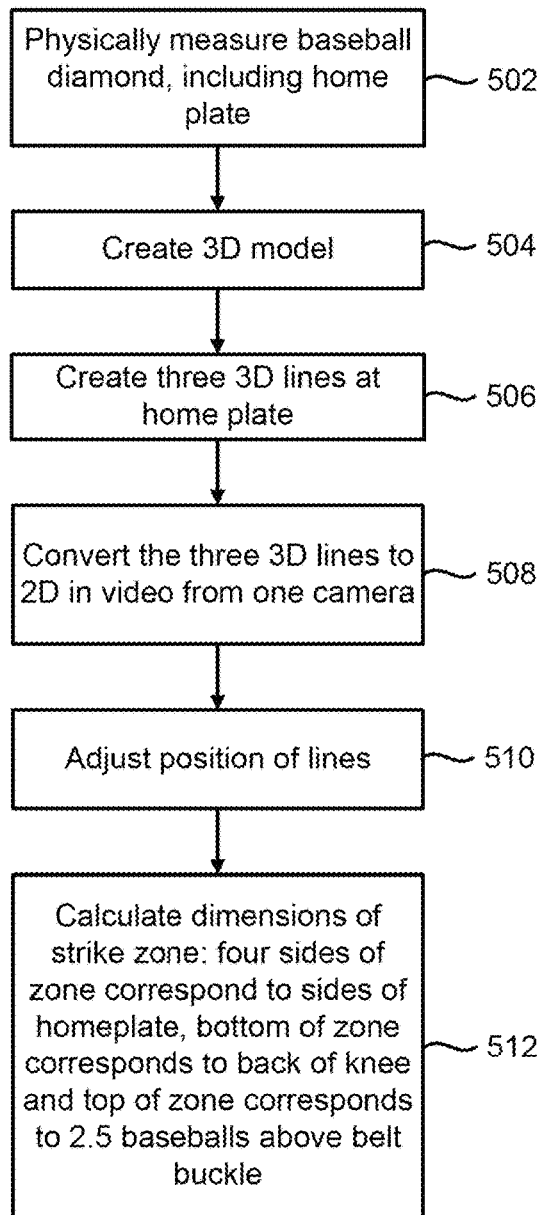 Physically measure baseball
diamond, including home
plate
502
Create 3D model
504
Create three 3D lines at
home plate
506
Convert the three 3D lines to
2D in video from one camera
508
Adjust position of lines
510
Calculate dimensions of
strike zone: four sides of
zone correspond to sides of
homeplate, bottom of zone
corresponds to back of knee
and top of zone corresponds
to 2.5 baseballs above belt
buckle
512